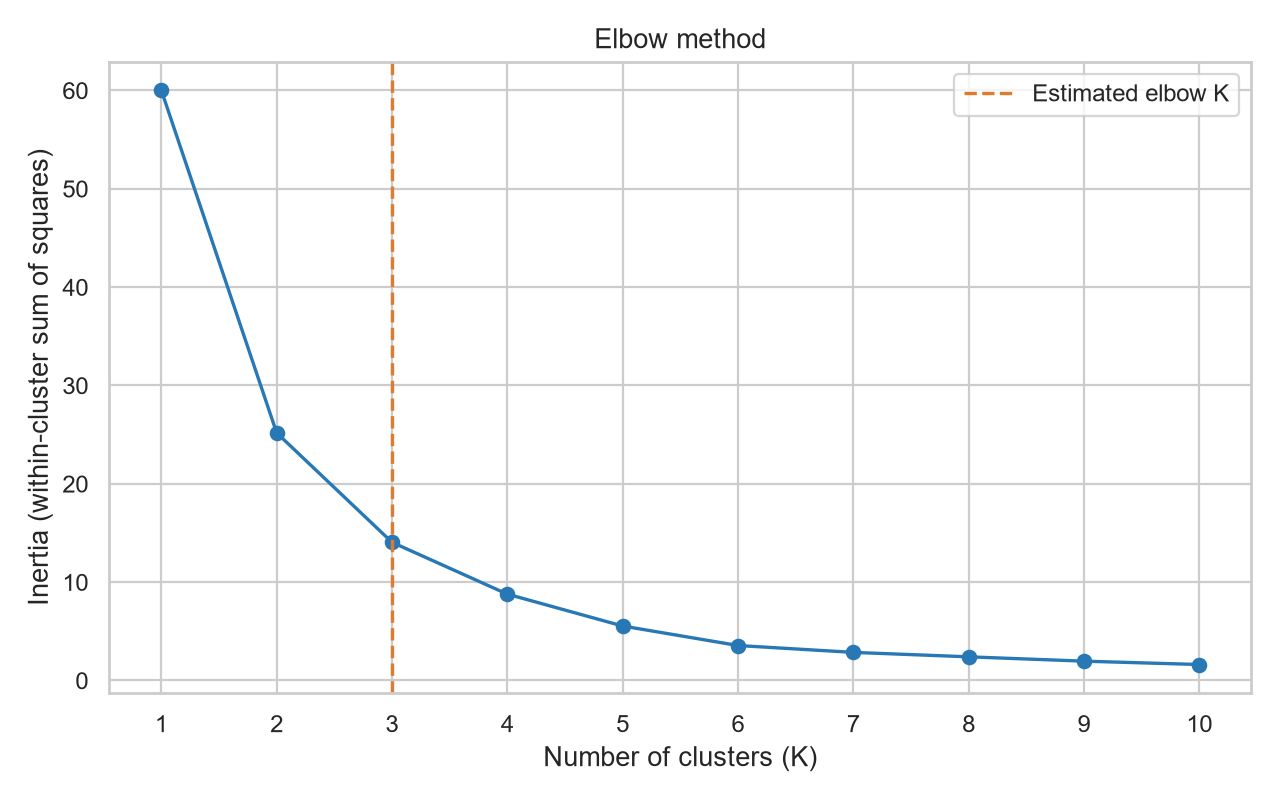 Elbow method
Estimated elbow K
Inertia (within-cluster sum of squares)
60
50
40
30
20
10
0
1 2 3 4 5 6 7 8 9 10
Number of clusters (K)